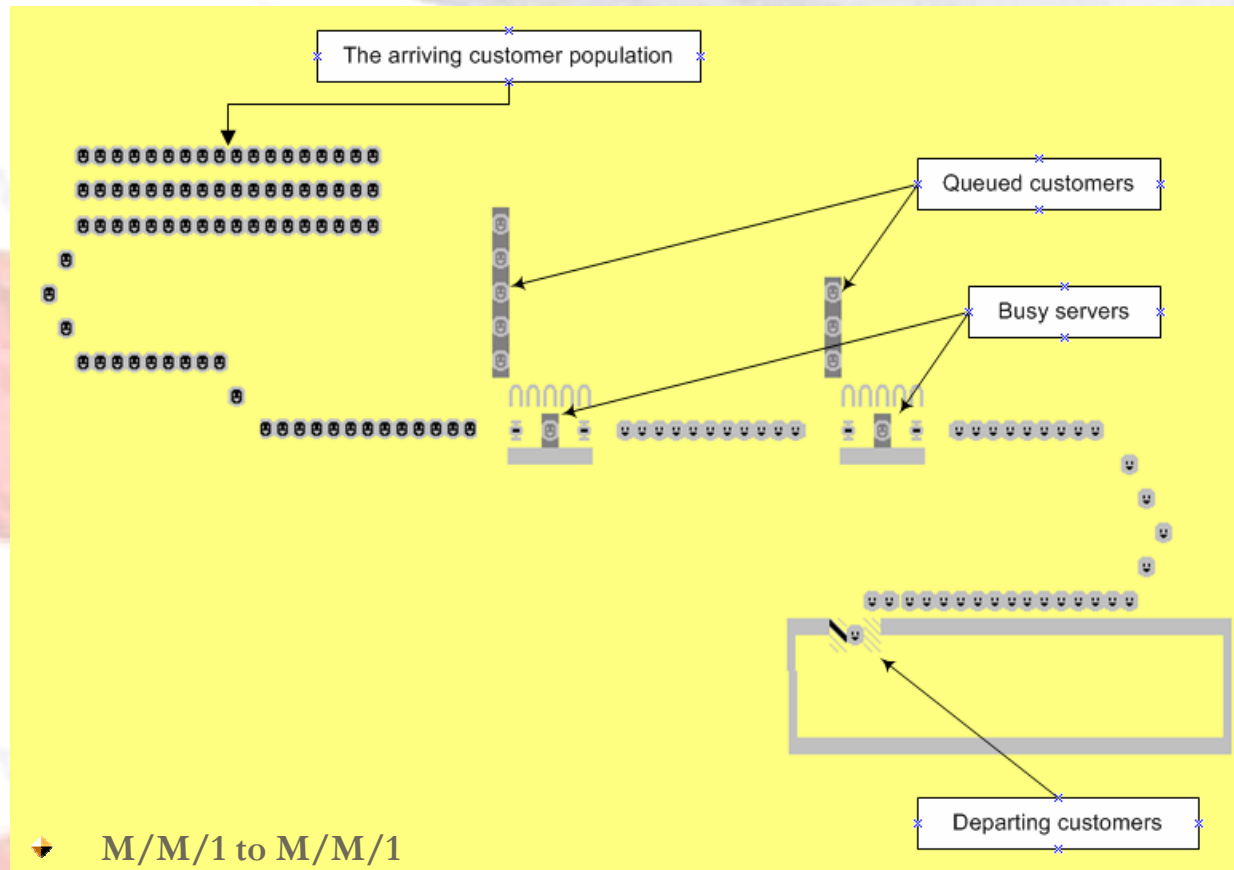 The arriving customer population
Queued customers
Busy servers
Departing customers
M/M/1 to M/M/1